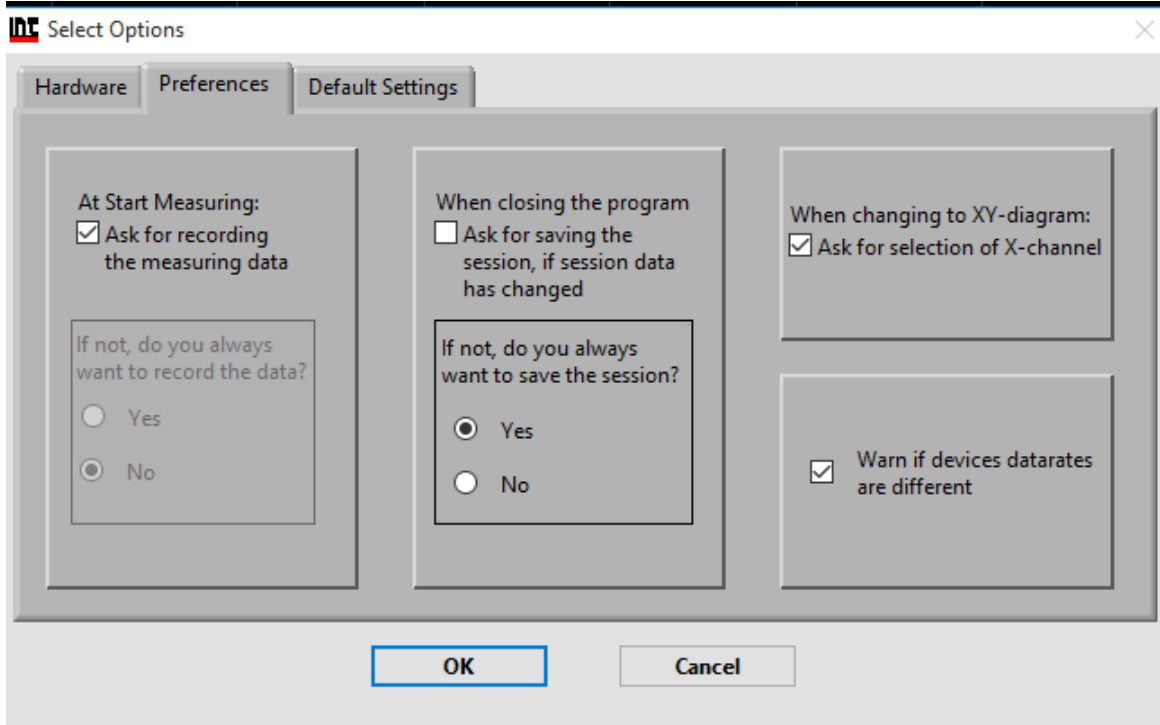 Select Options
Hardware
Preferences
Default Settings
At Start Measuring:
Ask for recording
the measuring data
If not, do you always
want to record the data?
Yes
No
When closing the program
Ask for saving the
session, if session data
has changed
If not, do you always
want to save the session?
Yes
No
When changing to XY-diagram:
Ask for selection of X-channel
Warn if devices datarates
are different
OK
Cancel